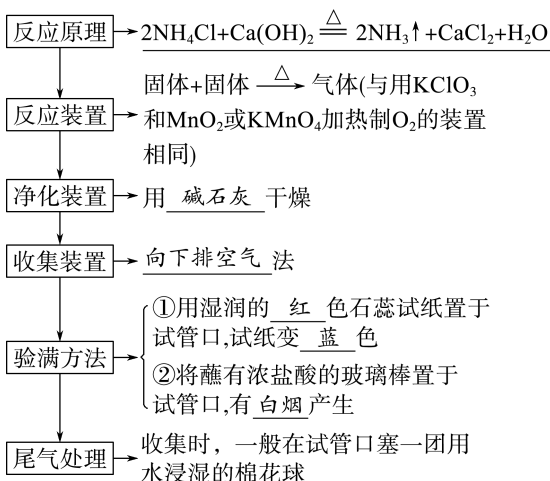 反应原理
2NH₄Cl+Ca(OH)₂ ≜ 2NH₃↑+CaCl₂+H₂O
固体+固体 —△→ 气体(与用KClO₃
反应装置
和MnO₂或KMnO₄加热制O₂的装置
相同)
净化装置
用 碱石灰 干燥
收集装置
向下排空气 法
①用湿润的 红 色石蕊试纸置于
试管口,试纸变 蓝 色
验满方法
②将蘸有浓盐酸的玻璃棒置于
试管口,有 白烟 产生
尾气处理
收集时，一般在试管口塞一团用
水浸湿的棉花球